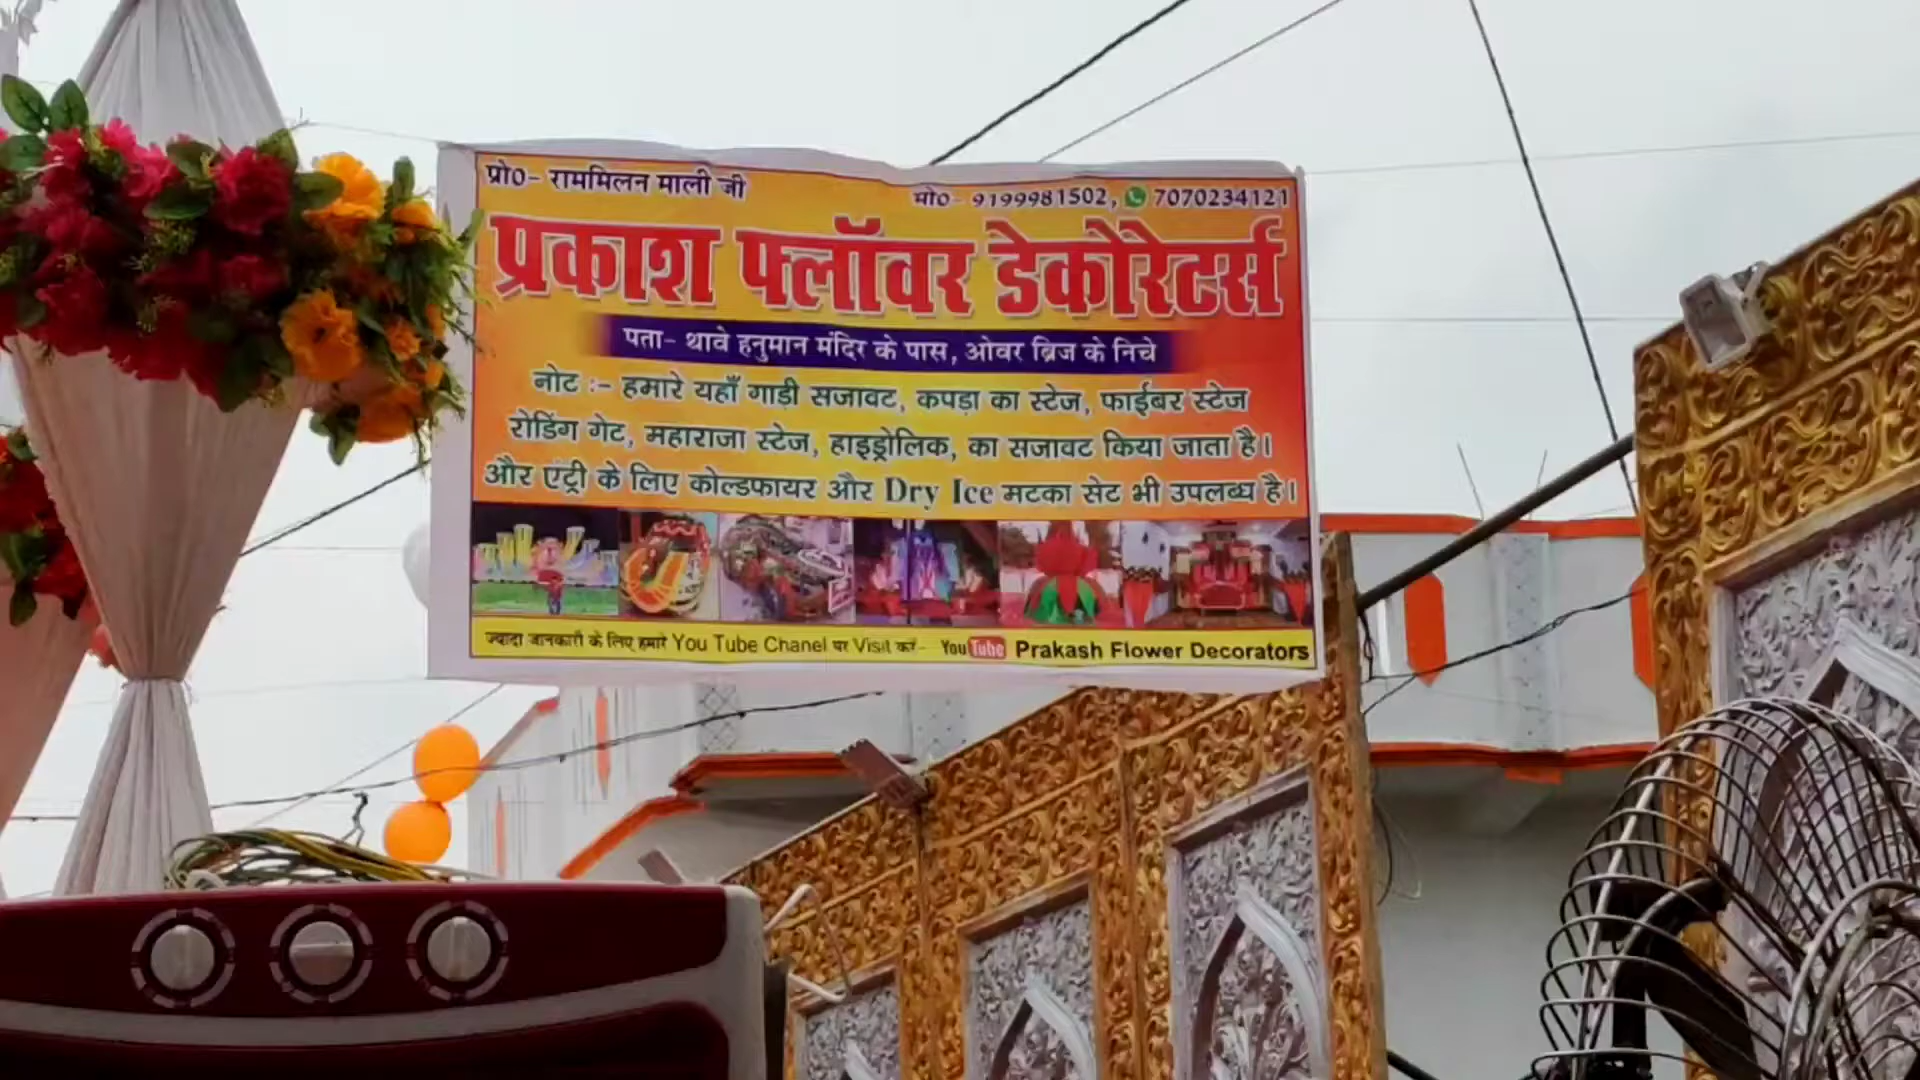 प्रो0- राममिलन माली जी
मो0- 9199981502, 7070234121
प्रकाश फ्लॉवर डेकोरेटर्स
पता- थावे हनुमान मंदिर के पास, ओवर ब्रिज के निचे
नोट :- हमारे यहाँ गाड़ी सजावट, कपड़ा का स्टेज, फाईबर स्टेज
रोडिंग गेट, महाराजा स्टेज, हाइड्रोलिक, का सजावट किया जाता है।
और एंट्री के लिए कोल्डफायर और Dry Ice मटका सेट भी उपलब्ध है।
ज्यादा जानकारी के लिए हमारे You Tube Chanel पर Visit करें- YouTube Prakash Flower Decorators